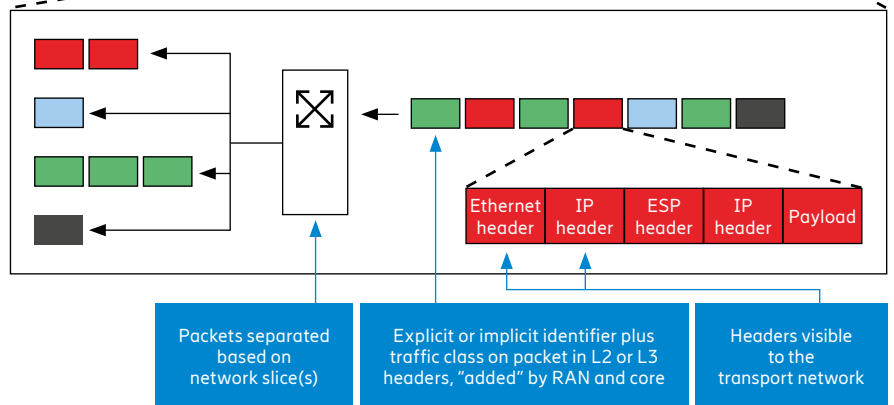 Ethernet
header
IP
header
ESP
header
IP
header
Payload
Packets separated
based on
network slice(s)
Explicit or implicit identifier plus
traffic class on packet in L2 or L3
headers, “added” by RAN and core
Headers visible
to the
transport network